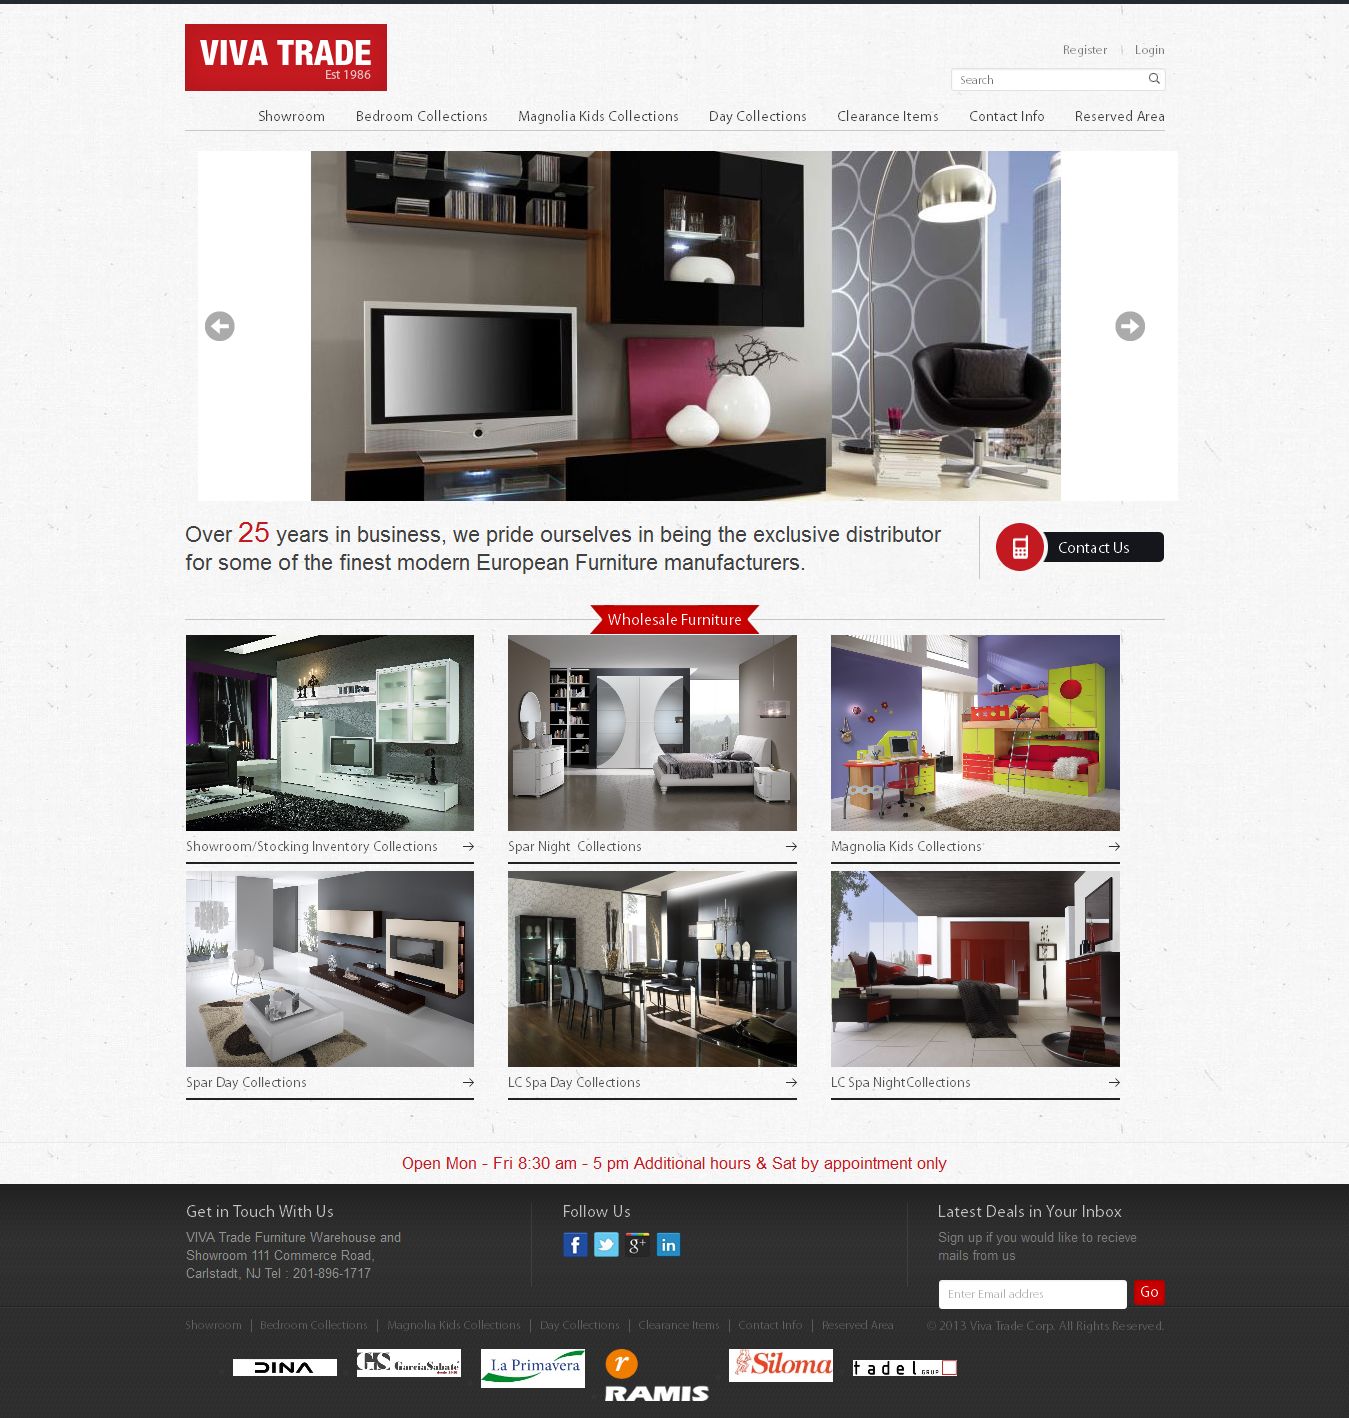 VIVA TRADE
Est 1986
Register | Login
Search
Showroom Bedroom Collections Magnolia Kids Collections Day Collections Clearance Items Contact Info Reserved Area
Over 25 years in business, we pride ourselves in being the exclusive distributor
for some of the finest modern European Furniture manufacturers.
Contact Us
Wholesale Furniture
Showroom/Stocking Inventory Collections
Spar Night Collections
Magnolia Kids Collections
Spar Day Collections
LC Spa Day Collections
LC Spa NightCollections
Open Mon - Fri 8:30 am - 5 pm Additional hours & Sat by appointment only
Get in Touch With Us
VIVA Trade Furniture Warehouse and
Showroom 111 Commerce Road,
Carlstadt, NJ Tel : 201-896-1717
Follow Us
f
g+
in
Latest Deals in Your Inbox
Sign up if you would like to recieve
mails from us
Enter Email addres
Go
Showroom | Bedroom Collections | Magnolia Kids Collections | Day Collections | Clearance Items | Contact Info | Reserved Area
© 2013 Viva Trade Corp. All Rights Reserved.
DINA
GS GarciaSabaté
La Primavera
r
RAMIS
Siloma
tadel GRUP